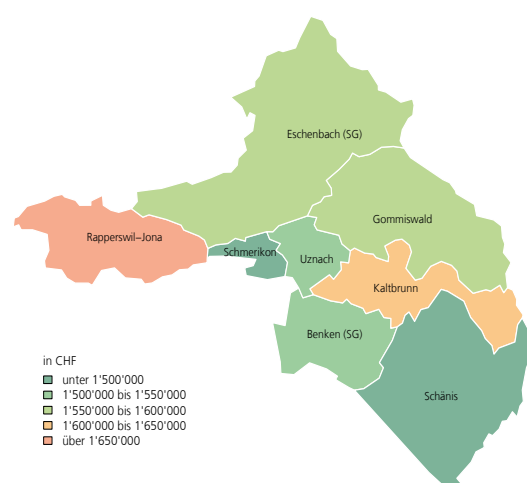 Eschenbach (SG)
Gommiswald
Rapperswil–Jona
Schmerikon
Uznach
Kaltbrunn
Benken (SG)
Schänis
in CHF
unter 1'500'000
1'500'000 bis 1'550'000
1'550'000 bis 1'600'000
1'600'000 bis 1'650'000
über 1'650'000